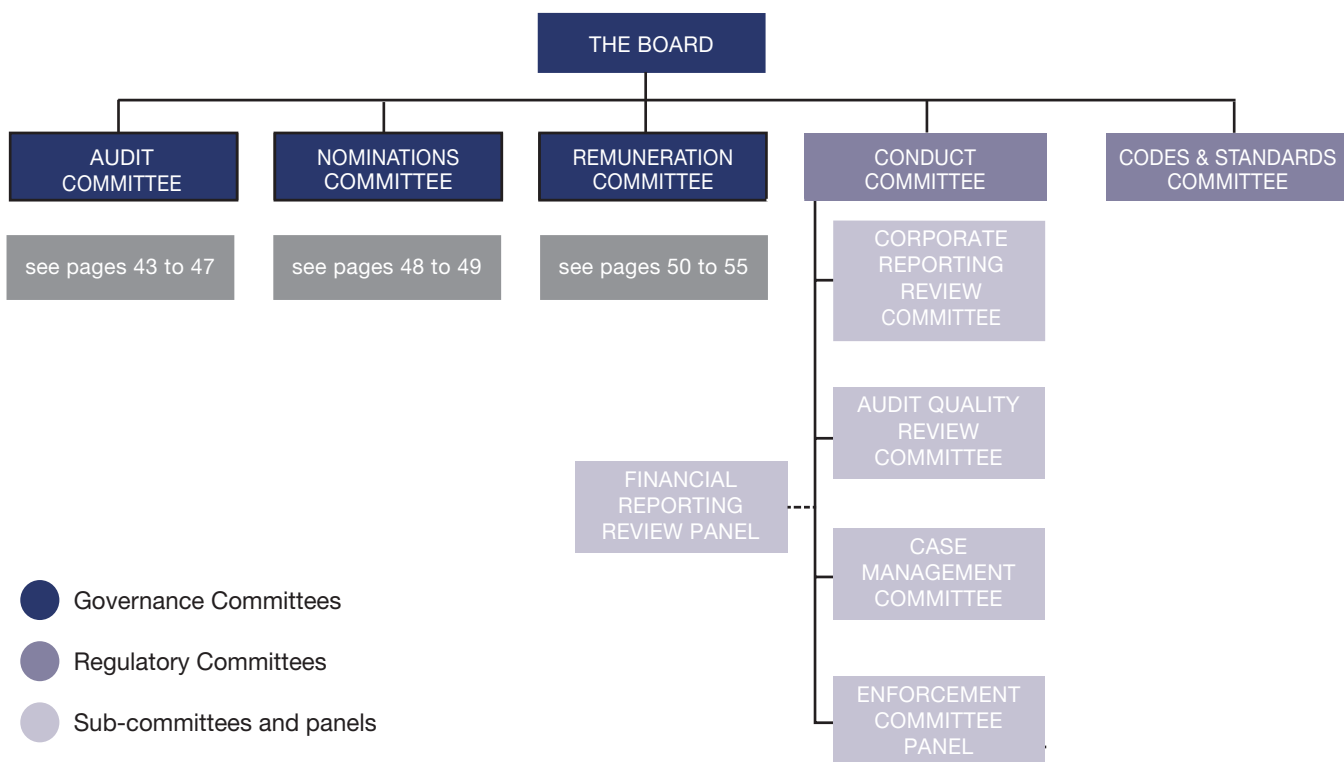 THE BOARD
AUDIT
COMMITTEE
NOMINATIONS
COMMITTEE
REMUNERATION
COMMITTEE
CONDUCT
COMMITTEE
CODES & STANDARDS
COMMITTEE
see pages 43 to 47
see pages 48 to 49
see pages 50 to 55
CORPORATE
REPORTING
REVIEW
COMMITTEE
AUDIT QUALITY
REVIEW
COMMITTEE
FINANCIAL
REPORTING
REVIEW PANEL
CASE
MANAGEMENT
COMMITTEE
ENFORCEMENT
COMMITTEE
PANEL
Governance Committees
Regulatory Committees
Sub-committees and panels